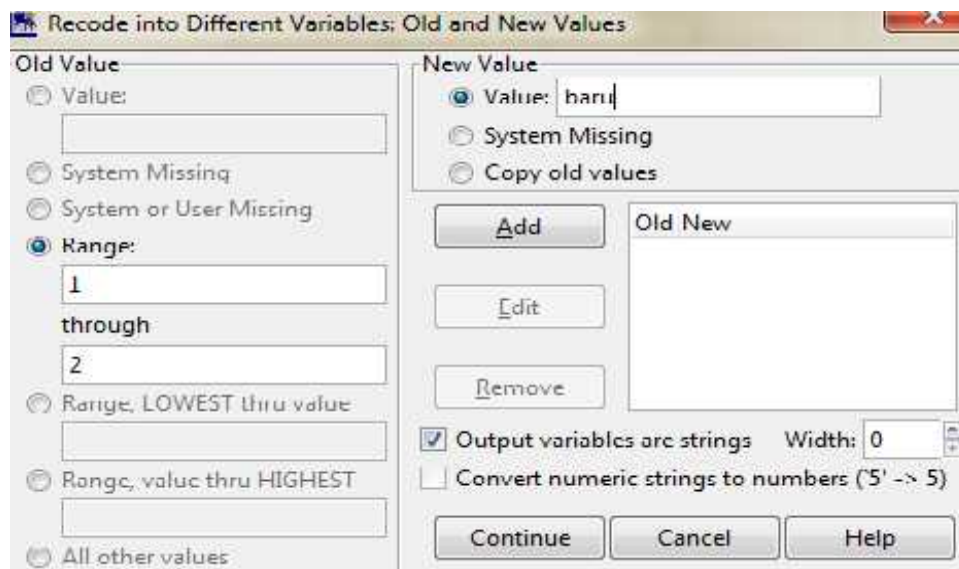 Recode into Different Variables: Old and New Values
Old Value
Value:
System Missing
System or User Missing
Range:
1
through
2
Range, LOWEST thru value
Range, value thru HIGHEST
All other values
New Value
Value: baru
System Missing
Copy old values
Add
Old New
Edit
Remove
Output variables are strings Width: 0
Convert numeric strings to numbers ('5' -> 5)
Continue Cancel Help